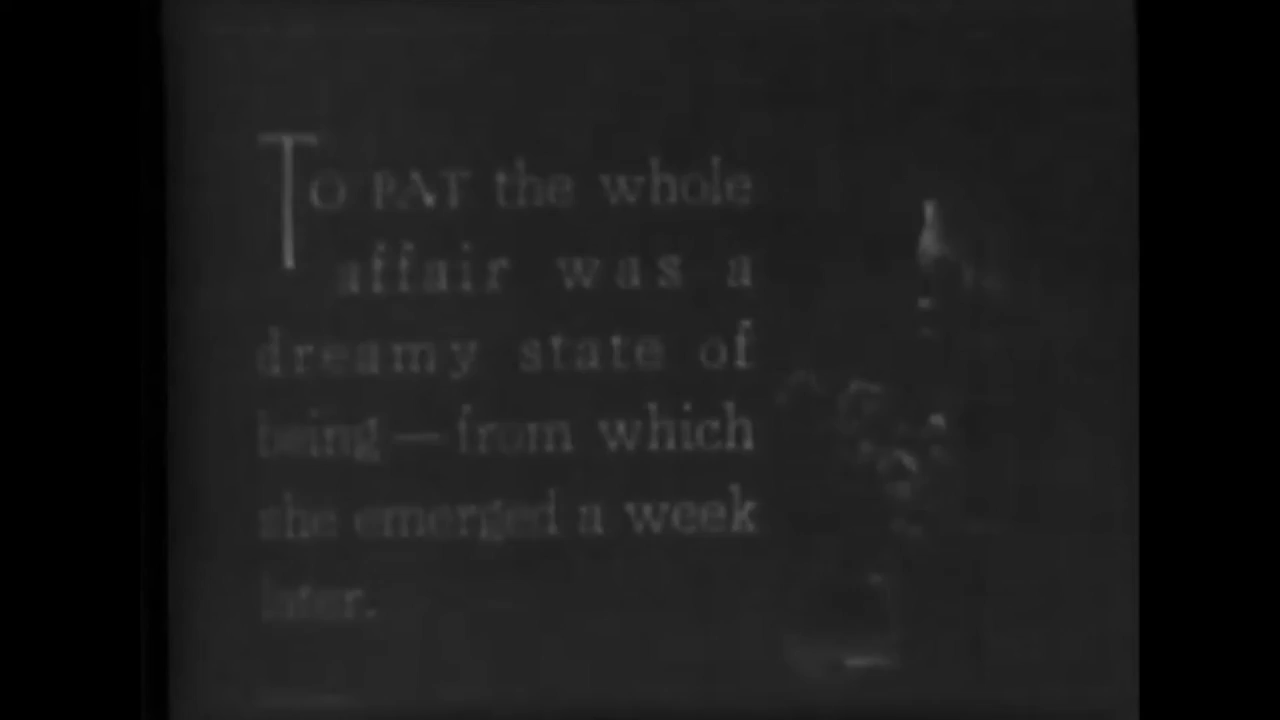 TO PAT the whole
affair was a
dreamy state of
being — from which
she emerged a week
later.